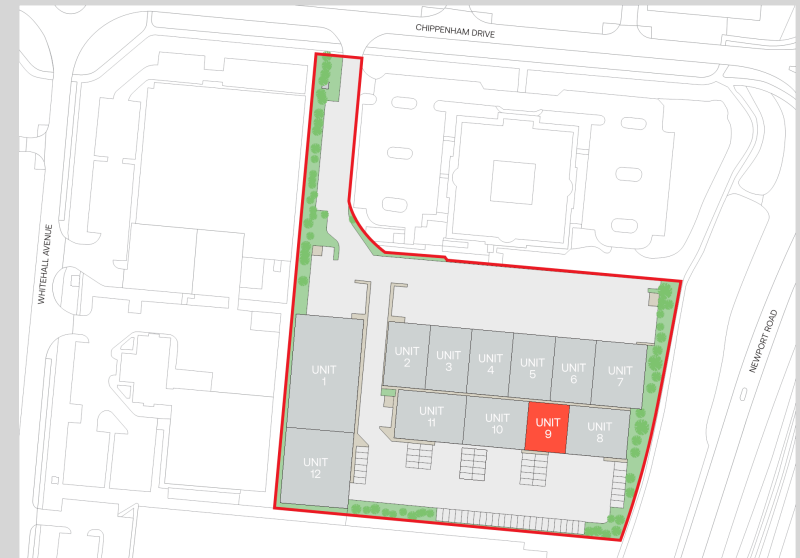 CHIPPENHAM DRIVE
WHITEHALL AVENUE
NEWPORT ROAD
UNIT
1
UNIT
2
UNIT
3
UNIT
4
UNIT
5
UNIT
6
UNIT
7
UNIT
11
UNIT
10
UNIT
9
UNIT
8
UNIT
12